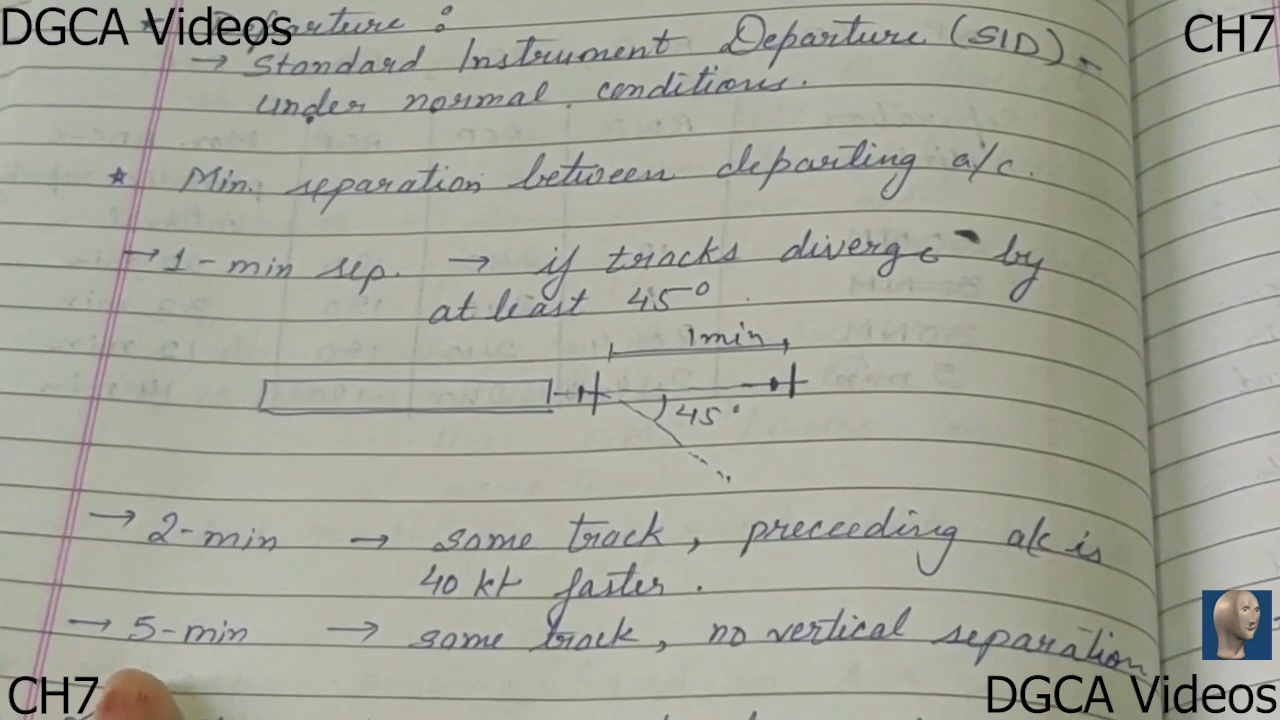 DGCA Videos
CH7
Departure :
→ Standard Instrument Departure (SID) -
under normal conditions.
* Min. separation between departing a/c.
→ 1-min sep. → if tracks diverge by
at least 45°.
1min
45°
→ 2-min → same track, preceeding a/c is
40 kt faster.
→ 5-min → same track, no vertical separation
CH7
DGCA Videos